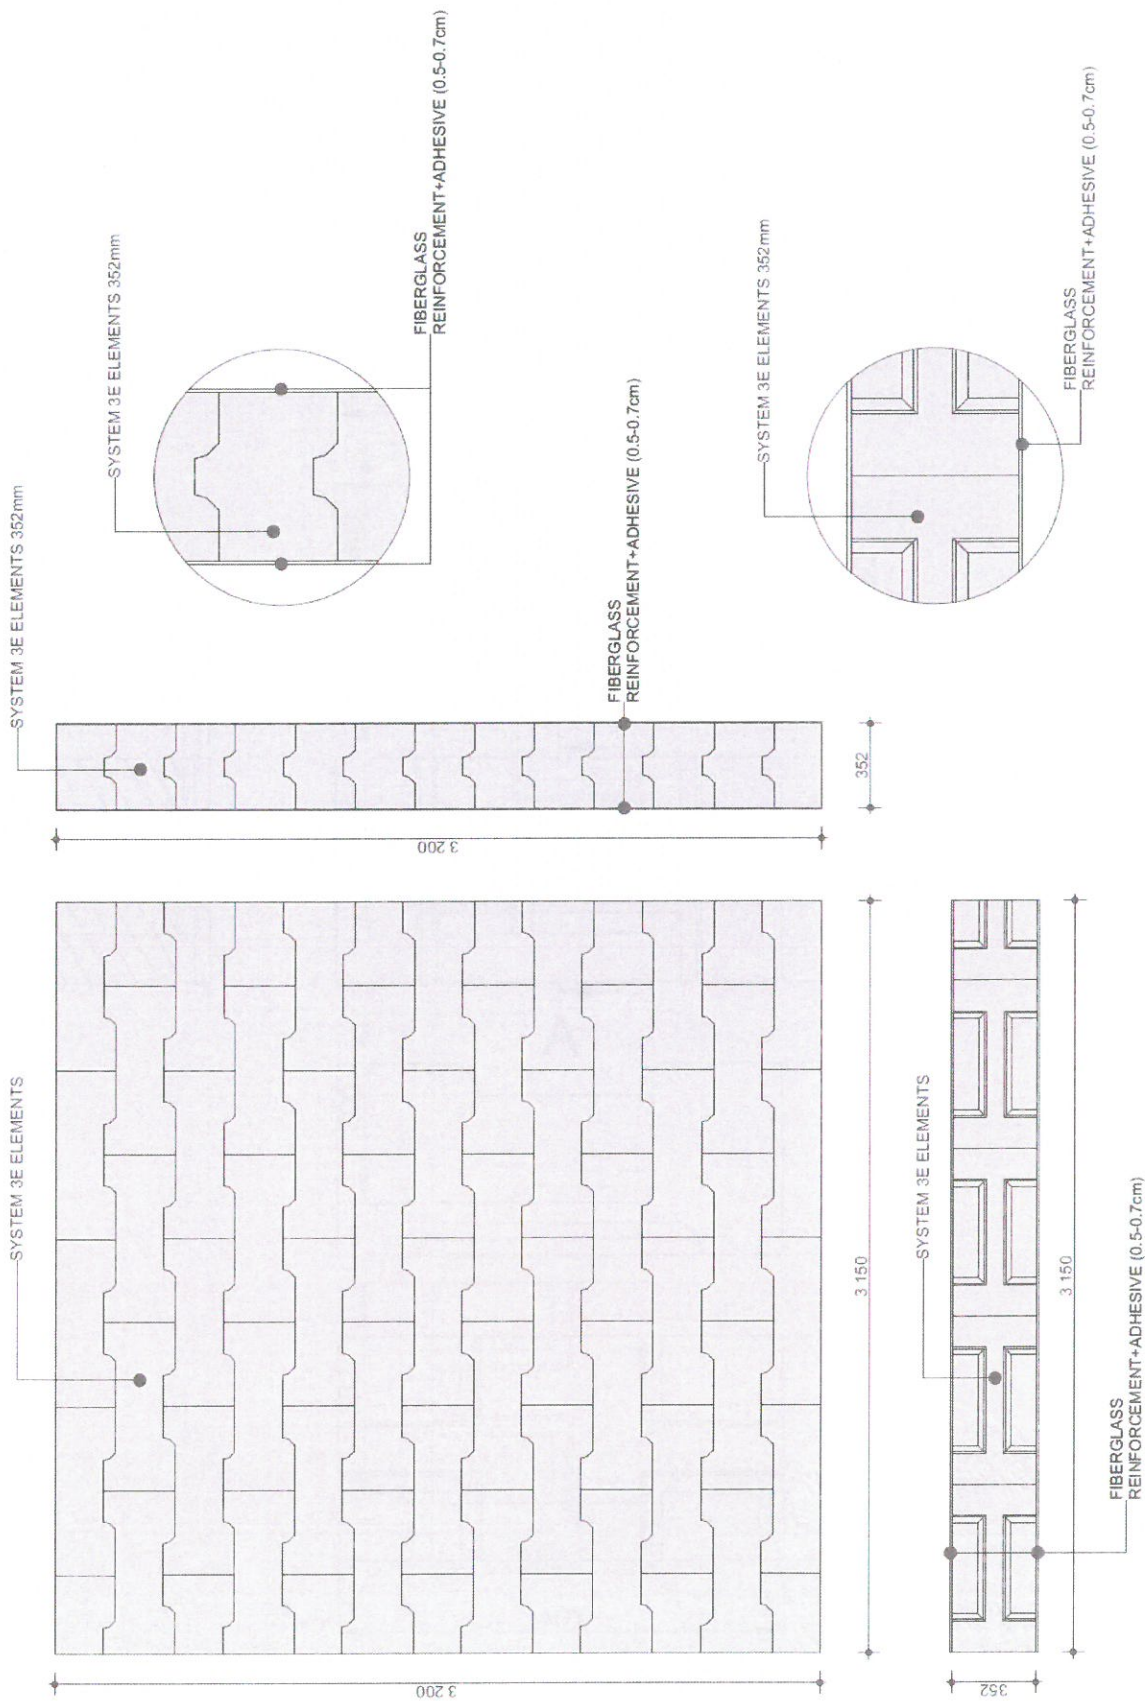 SYSTEM 3E ELEMENTS
3 200
3 150
SYSTEM 3E ELEMENTS 352mm
3 200
352
FIBERGLASS
REINFORCEMENT+ADHESIVE (0.5-0.7cm)
SYSTEM 3E ELEMENTS 352mm
FIBERGLASS
REINFORCEMENT+ADHESIVE (0.5-0.7cm)
SYSTEM 3E ELEMENTS
352
3 150
FIBERGLASS
REINFORCEMENT+ADHESIVE (0.5-0.7cm)
SYSTEM 3E ELEMENTS 352mm
FIBERGLASS
REINFORCEMENT+ADHESIVE (0.5-0.7cm)